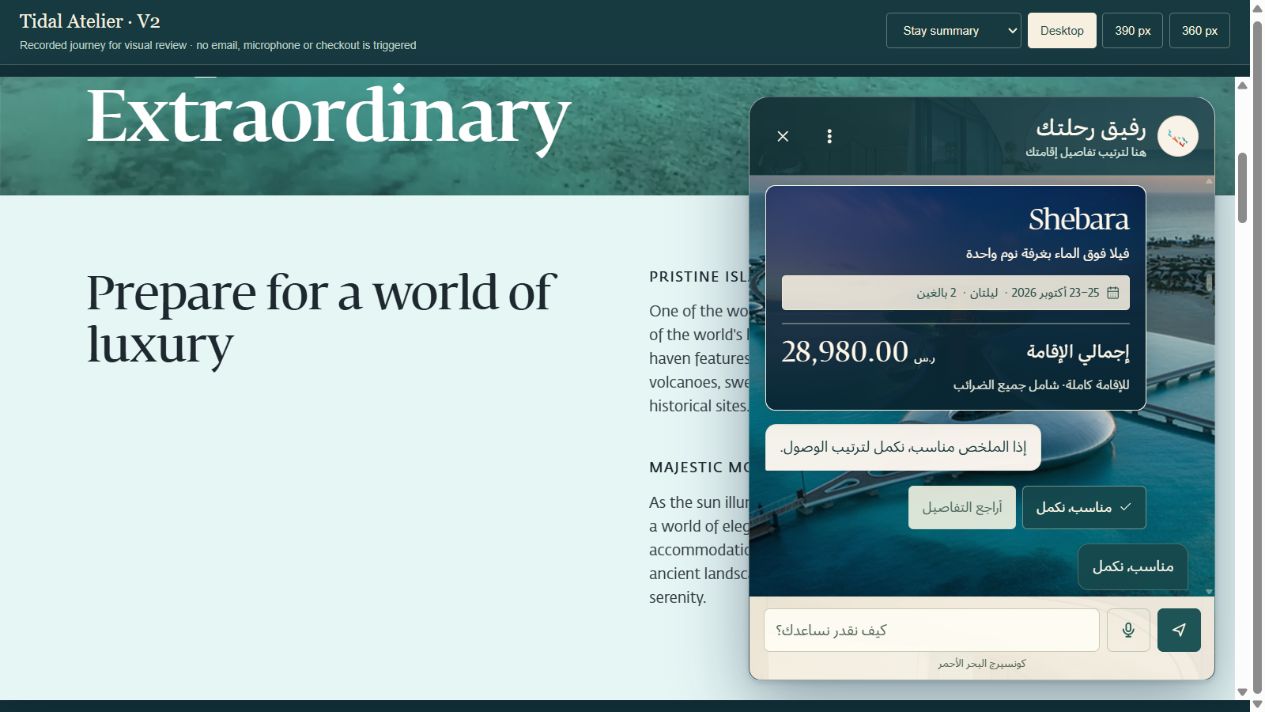 Tidal Atelier · V2
Recorded journey for visual review · no email, microphone or checkout is triggered
Stay summary
Desktop
390 px
360 px
Extraordinary
Prepare for a world of
luxury
PRISTINE ISL
One of the wo
of the world's
haven features
volcanoes, swe
historical sites.
MAJESTIC MO
As the sun illur
a world of eleg
accommodatio
ancient landsca
serenity.
رفيق رحلتك
هنا لترتيب تفاصيل إقامتك
Shebara
فيلا فوق الماء بغرفة نوم واحدة
23–25 أكتوبر 2026 · ليلتان · 2 بالغين
إجمالي الإقامة
28,980.00 ر.س
للإقامة كاملة · شامل جميع الضرائب
إذا الملخص مناسب، نكمل لترتيب الوصول.
مناسب، نكمل
أراجع التفاصيل
مناسب، نكمل
كيف نقدر نساعدك؟
كونسيرج البحر الأحمر